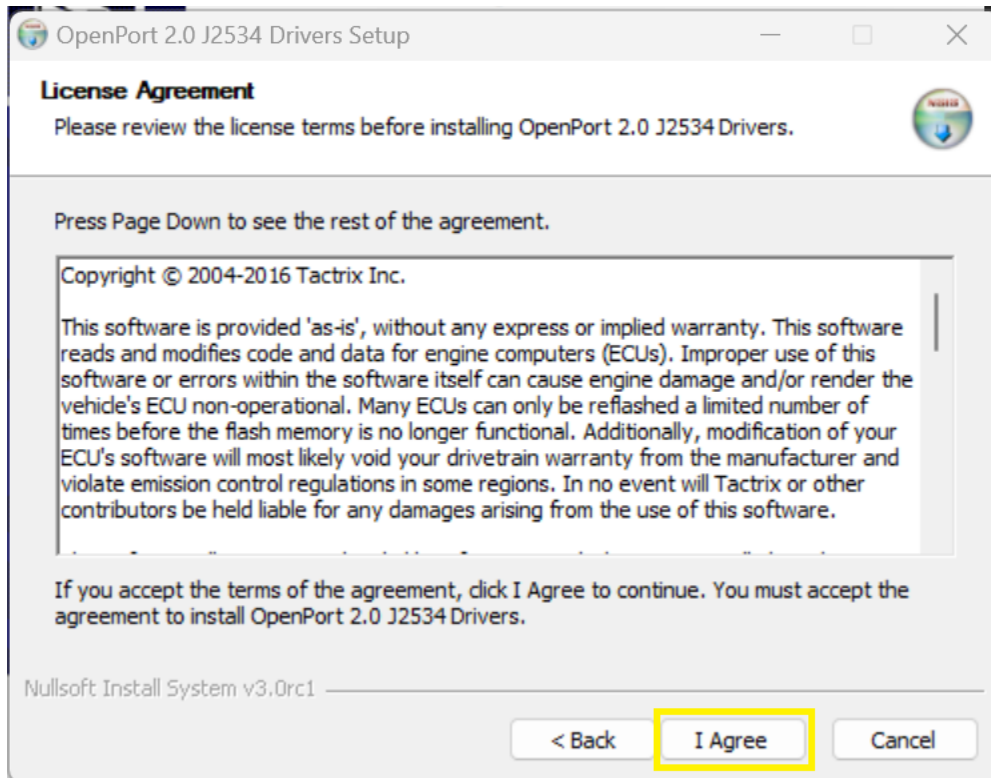 OpenPort 2.0 J2534 Drivers Setup
License Agreement
Please review the license terms before installing OpenPort 2.0 J2534 Drivers.
Press Page Down to see the rest of the agreement.
Copyright © 2004-2016 Tactrix Inc.
This software is provided 'as-is', without any express or implied warranty. This software
reads and modifies code and data for engine computers (ECUs). Improper use of this
software or errors within the software itself can cause engine damage and/or render the
vehicle's ECU non-operational. Many ECUs can only be reflashed a limited number of
times before the flash memory is no longer functional. Additionally, modification of your
ECU's software will most likely void your drivetrain warranty from the manufacturer and
violate emission control regulations in some regions. In no event will Tactrix or other
contributors be held liable for any damages arising from the use of this software.
If you accept the terms of the agreement, click I Agree to continue. You must accept the
agreement to install OpenPort 2.0 J2534 Drivers.
Nullsoft Install System v3.0rc1
< Back
I Agree
Cancel